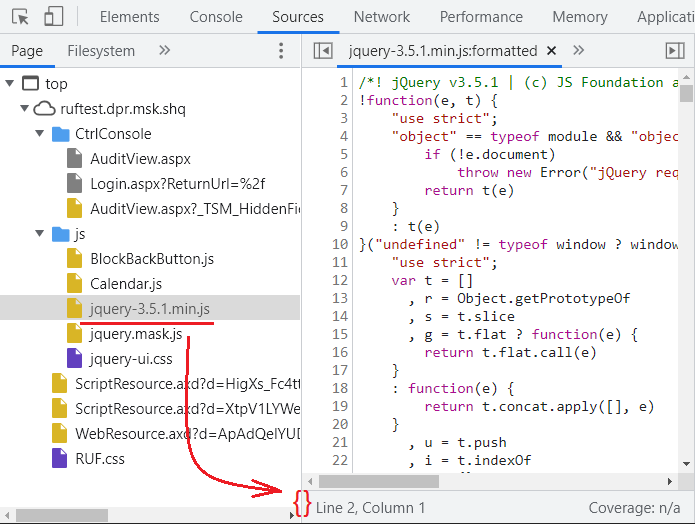 Elements Console Sources Network Performance Memory Applicati
Page Filesystem »
jquery-3.5.1.min.js:formatted × »
top
ruftest.dpr.msk.shq
CtrlConsole
AuditView.aspx
Login.aspx?ReturnUrl=%2f
AuditView.aspx?_TSM_HiddenFie
js
BlockBackButton.js
Calendar.js
jquery-3.5.1.min.js
jquery.mask.js
jquery-ui.css
ScriptResource.axd?d=HigXs_Fc4tt
ScriptResource.axd?d=XtpV1LYWe
WebResource.axd?d=ApAdQelYUD
RUF.css
1 /*! jQuery v3.5.1 | (c) JS Foundation a
2 !function(e, t) {
3 "use strict";
4 "object" == typeof module && "objec
5 if (!e.document)
6 throw new Error("jQuery req
7 return t(e)
8 }
9 : t(e)
10 }("undefined" != typeof window ? window
11 "use strict";
12 var t = []
13 , r = Object.getPrototypeOf
14 , s = t.slice
15 , g = t.flat ? function(e) {
16 return t.flat.call(e)
17 }
18 : function(e) {
19 return t.concat.apply([], e)
20 }
21 , u = t.push
22 , i = t.indexOf
{} Line 2, Column 1 Coverage: n/a